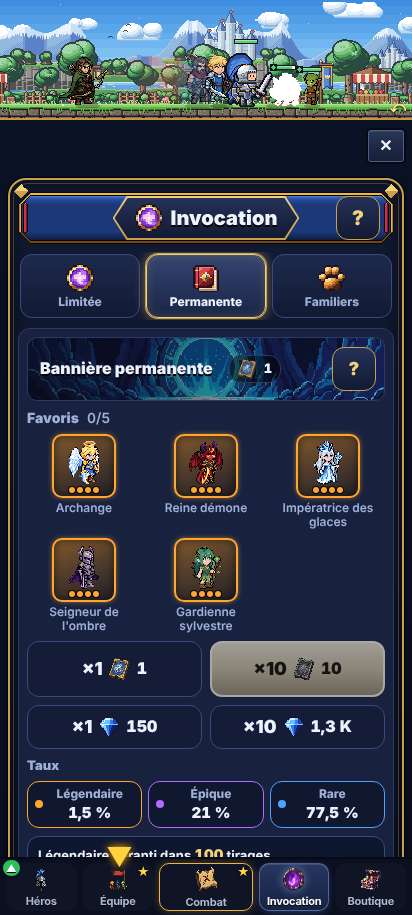 ×
Invocation
?
Limitée
Permanente
Familiers
Bannière permanente
1
?
Favoris 0/5
Archange
Reine démone
Impératrice des
glaces
Seigneur de
l'ombre
Gardienne
sylvestre
×1 1
×10 10
×1 150
×10 1,3 K
Taux
Légendaire
1,5 %
Épique
21 %
Rare
77,5 %
Légendaire garanti dans 100 tirages
Héros
Équipe
Combat
Invocation
Boutique